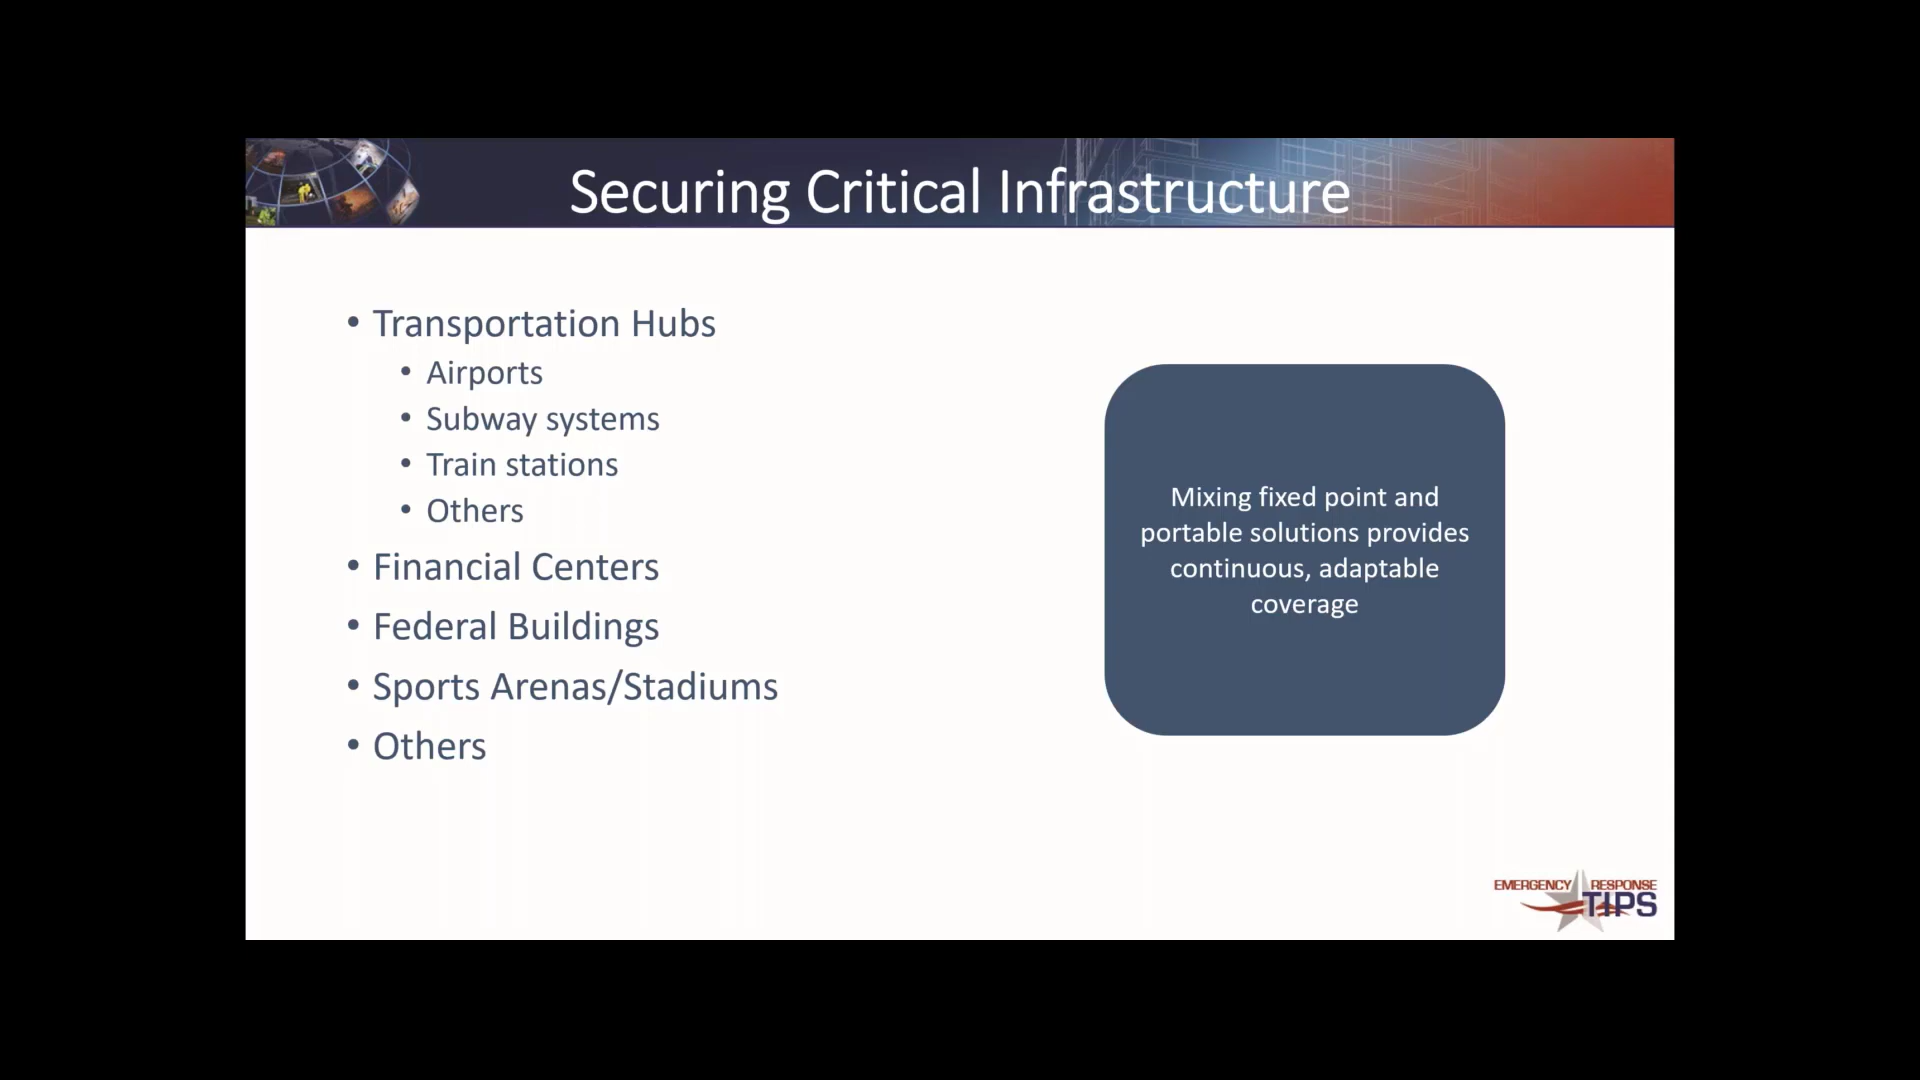 Securing Critical Infrastructure
• Transportation Hubs
• Airports
• Subway systems
• Train stations
• Others
• Financial Centers
• Federal Buildings
• Sports Arenas/Stadiums
• Others
Mixing fixed point and
portable solutions provides
continuous, adaptable
coverage
EMERGENCY RESPONSE
TIPS